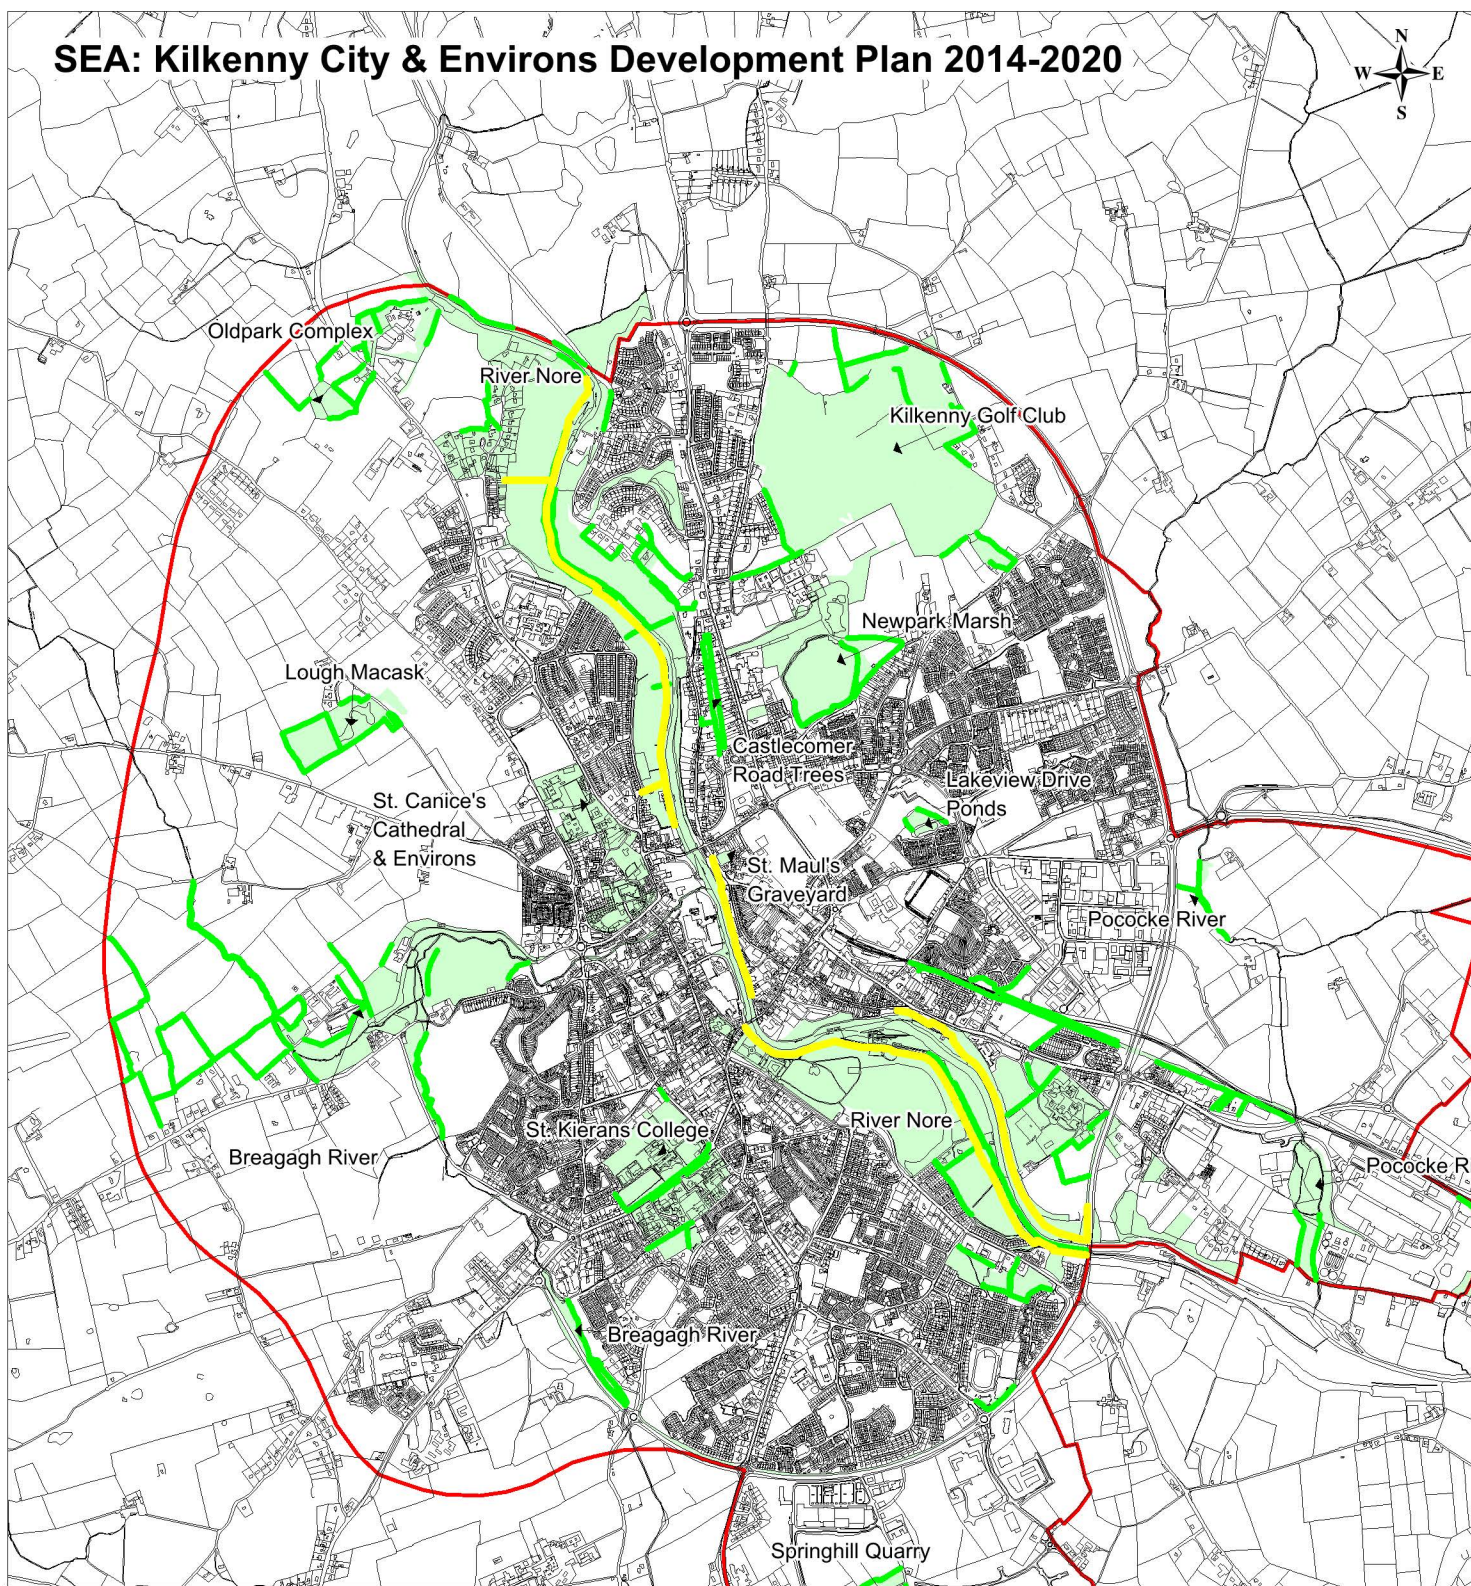 SEA: Kilkenny City & Environs Development Plan 2014-2020
N
W
E
S
Oldpark Complex
River Nore
Kilkenny Golf Club
Newpark Marsh
Lough Macask
Castlecomer
Road Trees
Lakeview Drive
Ponds
St. Canice's
Cathedral
& Environs
St. Maul's
Graveyard
Pococke River
River Nore
St. Kierans College
Breagagh River
Pococke R
Breagagh River
Springhill Quarry